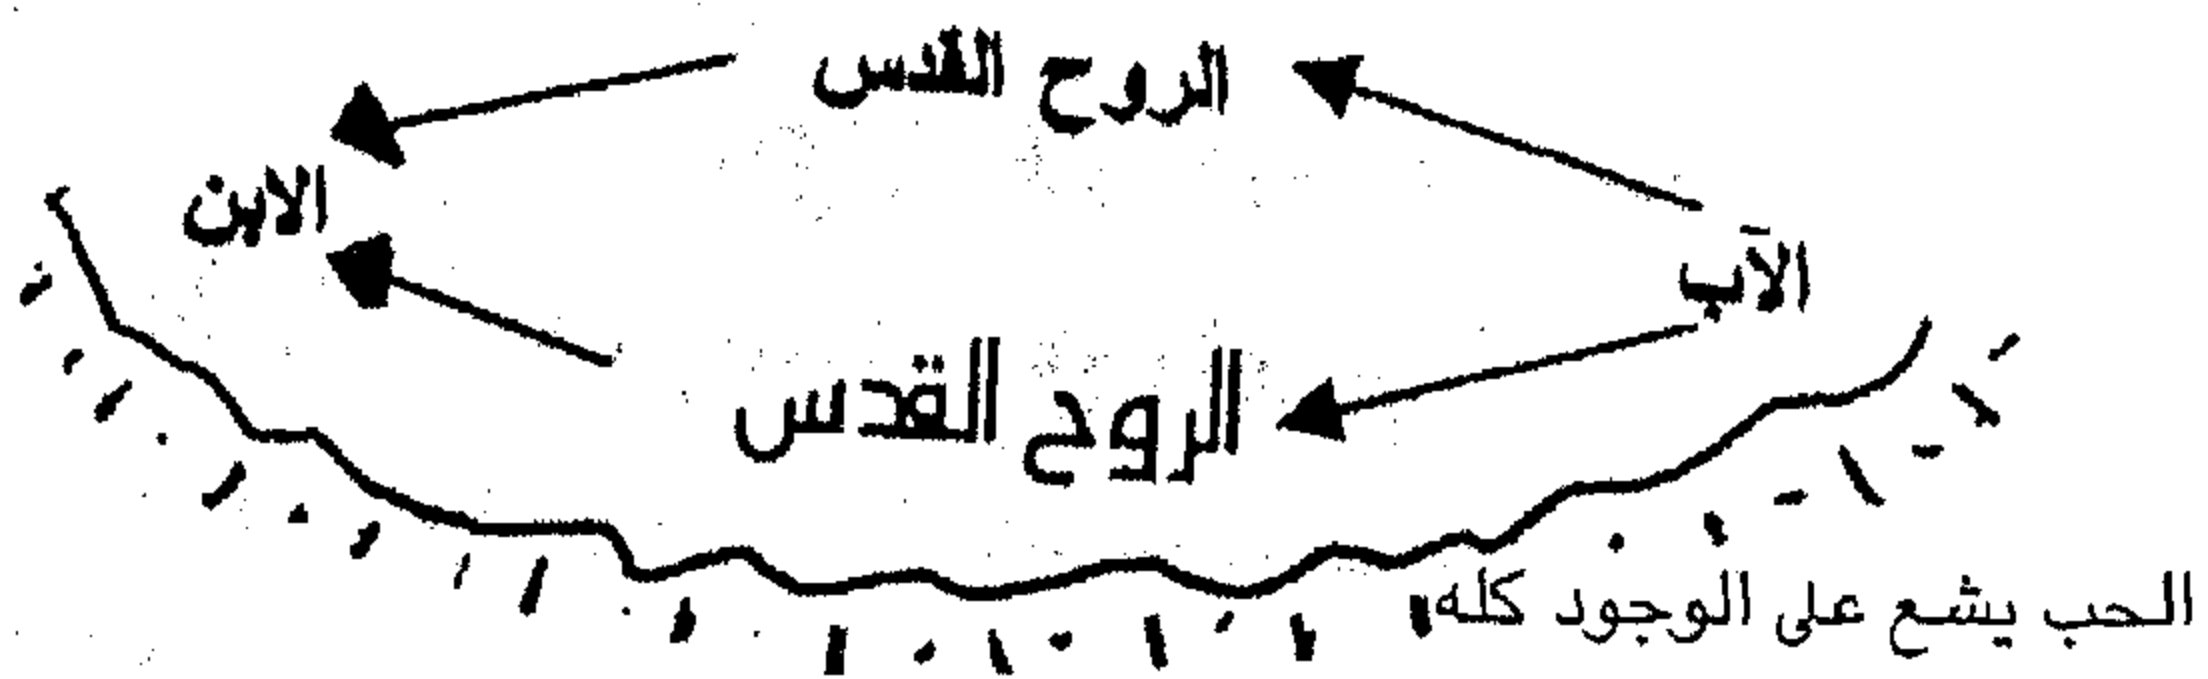 الروح القدس
الابن
الآب
الروح القدس
الحب يشع على الوجود كله